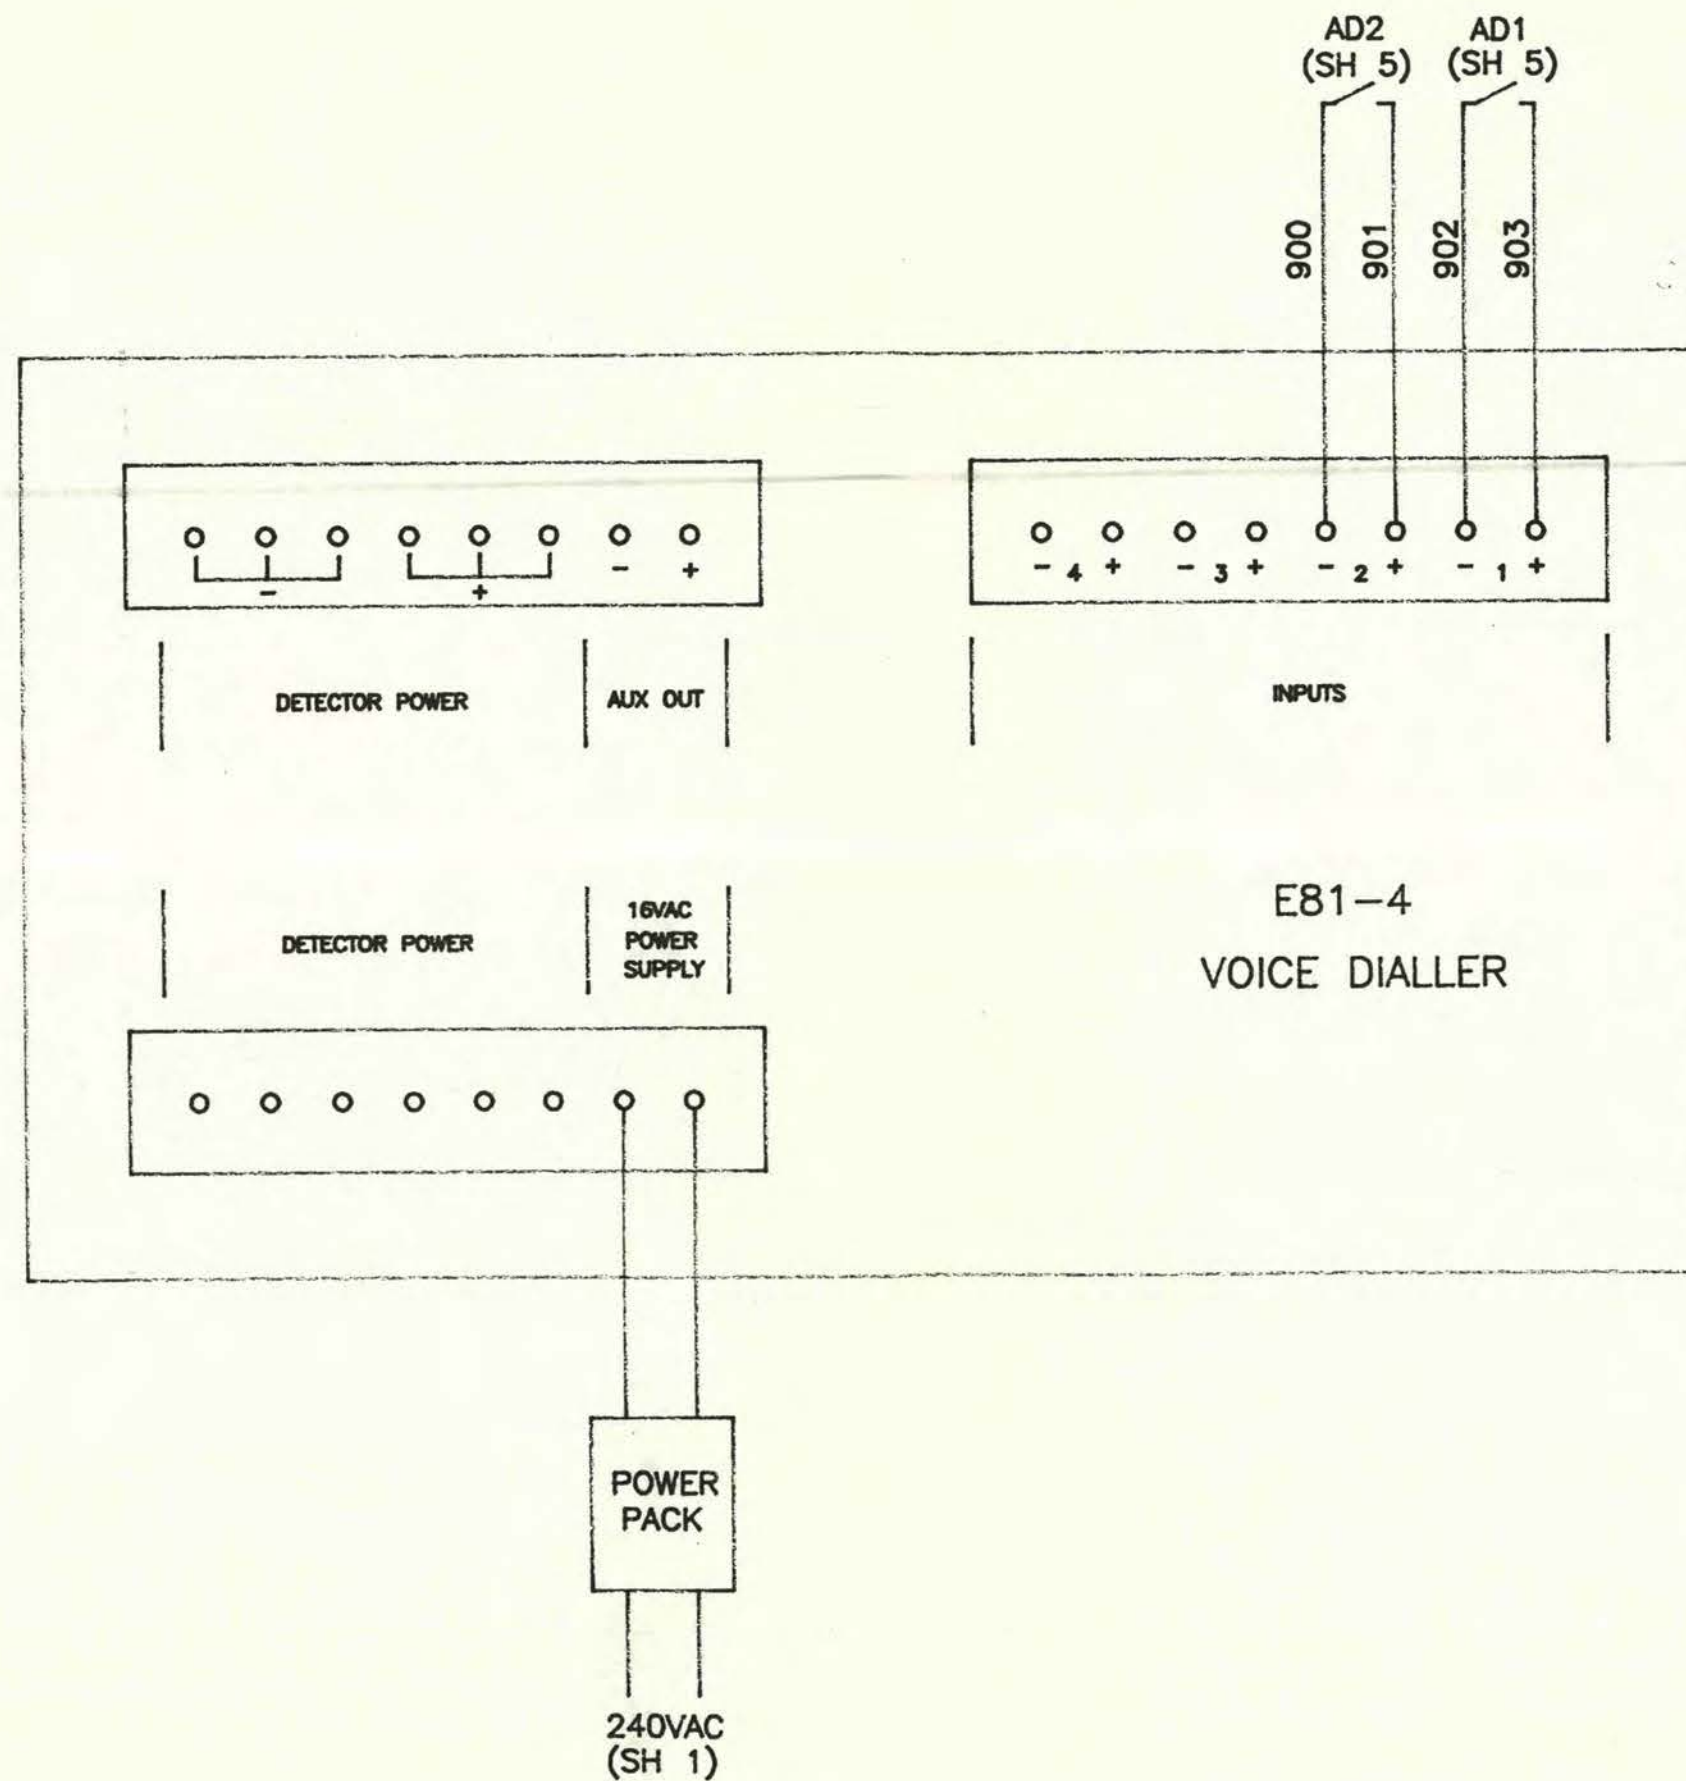 AD2 AD1
(SH 5) (SH 5)
900 901 902 903
- + - +
- 4 + - 3 + - 2 + - 1 +
DETECTOR POWER AUX OUT INPUTS
16VAC
DETECTOR POWER POWER
SUPPLY
E81-4
VOICE DIALLER
POWER
PACK
240VAC
(SH 1)